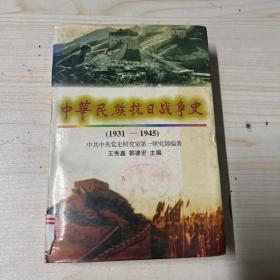 中華民族抗日战争史
(1931—1945)
中共中央党史研究室第一研究部编著
王秀鑫 郭德宏 主编